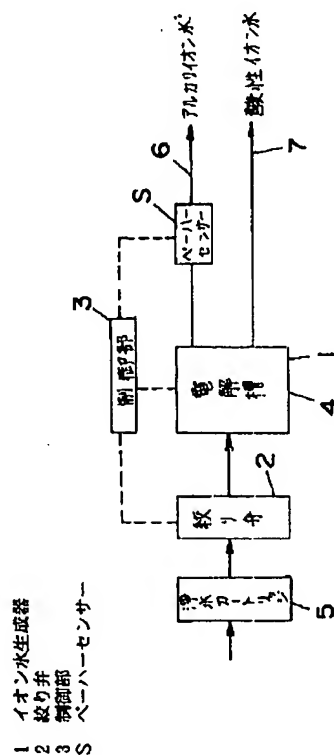 1 イオン水生成器
2 絞り弁
3 制御部
S ペーハーセンサー
3
制御部
S
ペーハー
センサー
6
アルカリイオン水
浄水カートリッジ
5
絞り弁
2
電解槽
4
1
7
酸性イオン水